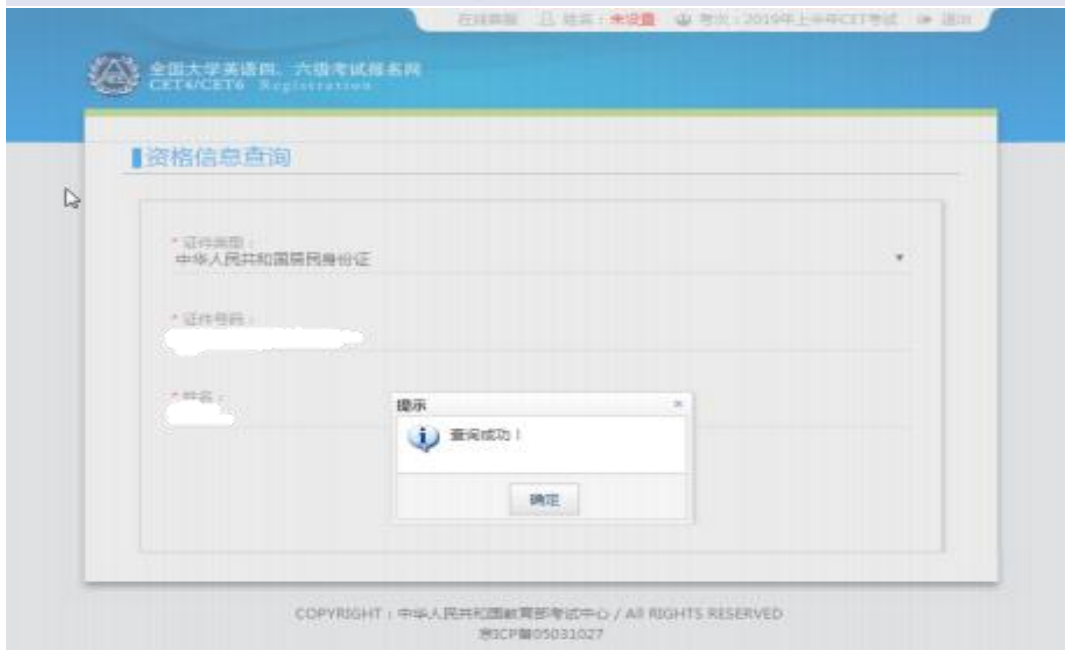 在线客服 姓名：未设置 考次：2019年上半年CET考试 退出
全国大学英语四、六级考试报名网
CET4/CET6 Registration
资格信息查询
* 证件类型：
中华人民共和国居民身份证
* 证件号码：
* 姓名：
提示
查询成功！
确定
COPYRIGHT：中华人民共和国教育部考试中心 / All RIGHTS RESERVED
京ICP备05031027